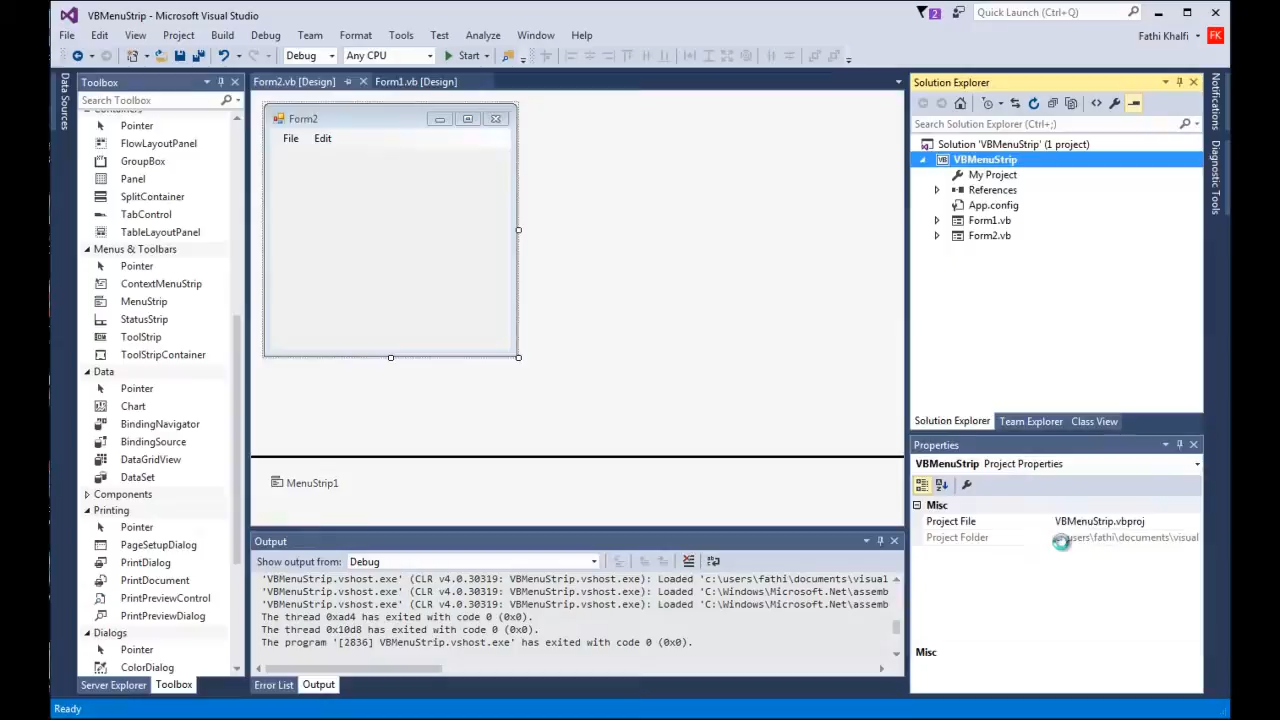 VBMenuStrip - Microsoft Visual Studio
2
Quick Launch (Ctrl+Q)
File Edit View Project Build Debug Team Format Tools Test Analyze Window Help
Fathi Khalfi
FK
Debug Any CPU Start
Data Sources
Toolbox
Search Toolbox
Pointer
FlowLayoutPanel
GroupBox
Panel
SplitContainer
TabControl
TableLayoutPanel
Menus & Toolbars
Pointer
ContextMenuStrip
MenuStrip
StatusStrip
ToolStrip
ToolStripContainer
Data
Pointer
Chart
BindingNavigator
BindingSource
DataGridView
DataSet
Components
Printing
Pointer
PageSetupDialog
PrintDialog
PrintDocument
PrintPreviewControl
PrintPreviewDialog
Dialogs
Pointer
ColorDialog
Server Explorer Toolbox
Form2.vb [Design] Form1.vb [Design]
Form2
File Edit
MenuStrip1
Output
Show output from: Debug
'VBMenuStrip.vshost.exe' (CLR v4.0.30319: VBMenuStrip.vshost.exe): Loaded 'c:\users\fathi\documents\visual
'VBMenuStrip.vshost.exe' (CLR v4.0.30319: VBMenuStrip.vshost.exe): Loaded 'C:\Windows\Microsoft.Net\assemb
'VBMenuStrip.vshost.exe' (CLR v4.0.30319: VBMenuStrip.vshost.exe): Loaded 'C:\Windows\Microsoft.Net\assemb
The thread 0xad4 has exited with code 0 (0x0).
The thread 0x10d8 has exited with code 0 (0x0).
The program '[2836] VBMenuStrip.vshost.exe' has exited with code 0 (0x0).
Error List Output
Solution Explorer
Search Solution Explorer (Ctrl+;)
Solution 'VBMenuStrip' (1 project)
VB VBMenuStrip
My Project
References
App.config
Form1.vb
Form2.vb
Solution Explorer Team Explorer Class View
Properties
VBMenuStrip Project Properties
Misc
Project File VBMenuStrip.vbproj
Project Folder users\fathi\documents\visual
Misc
Notifications
Diagnostic Tools
Ready